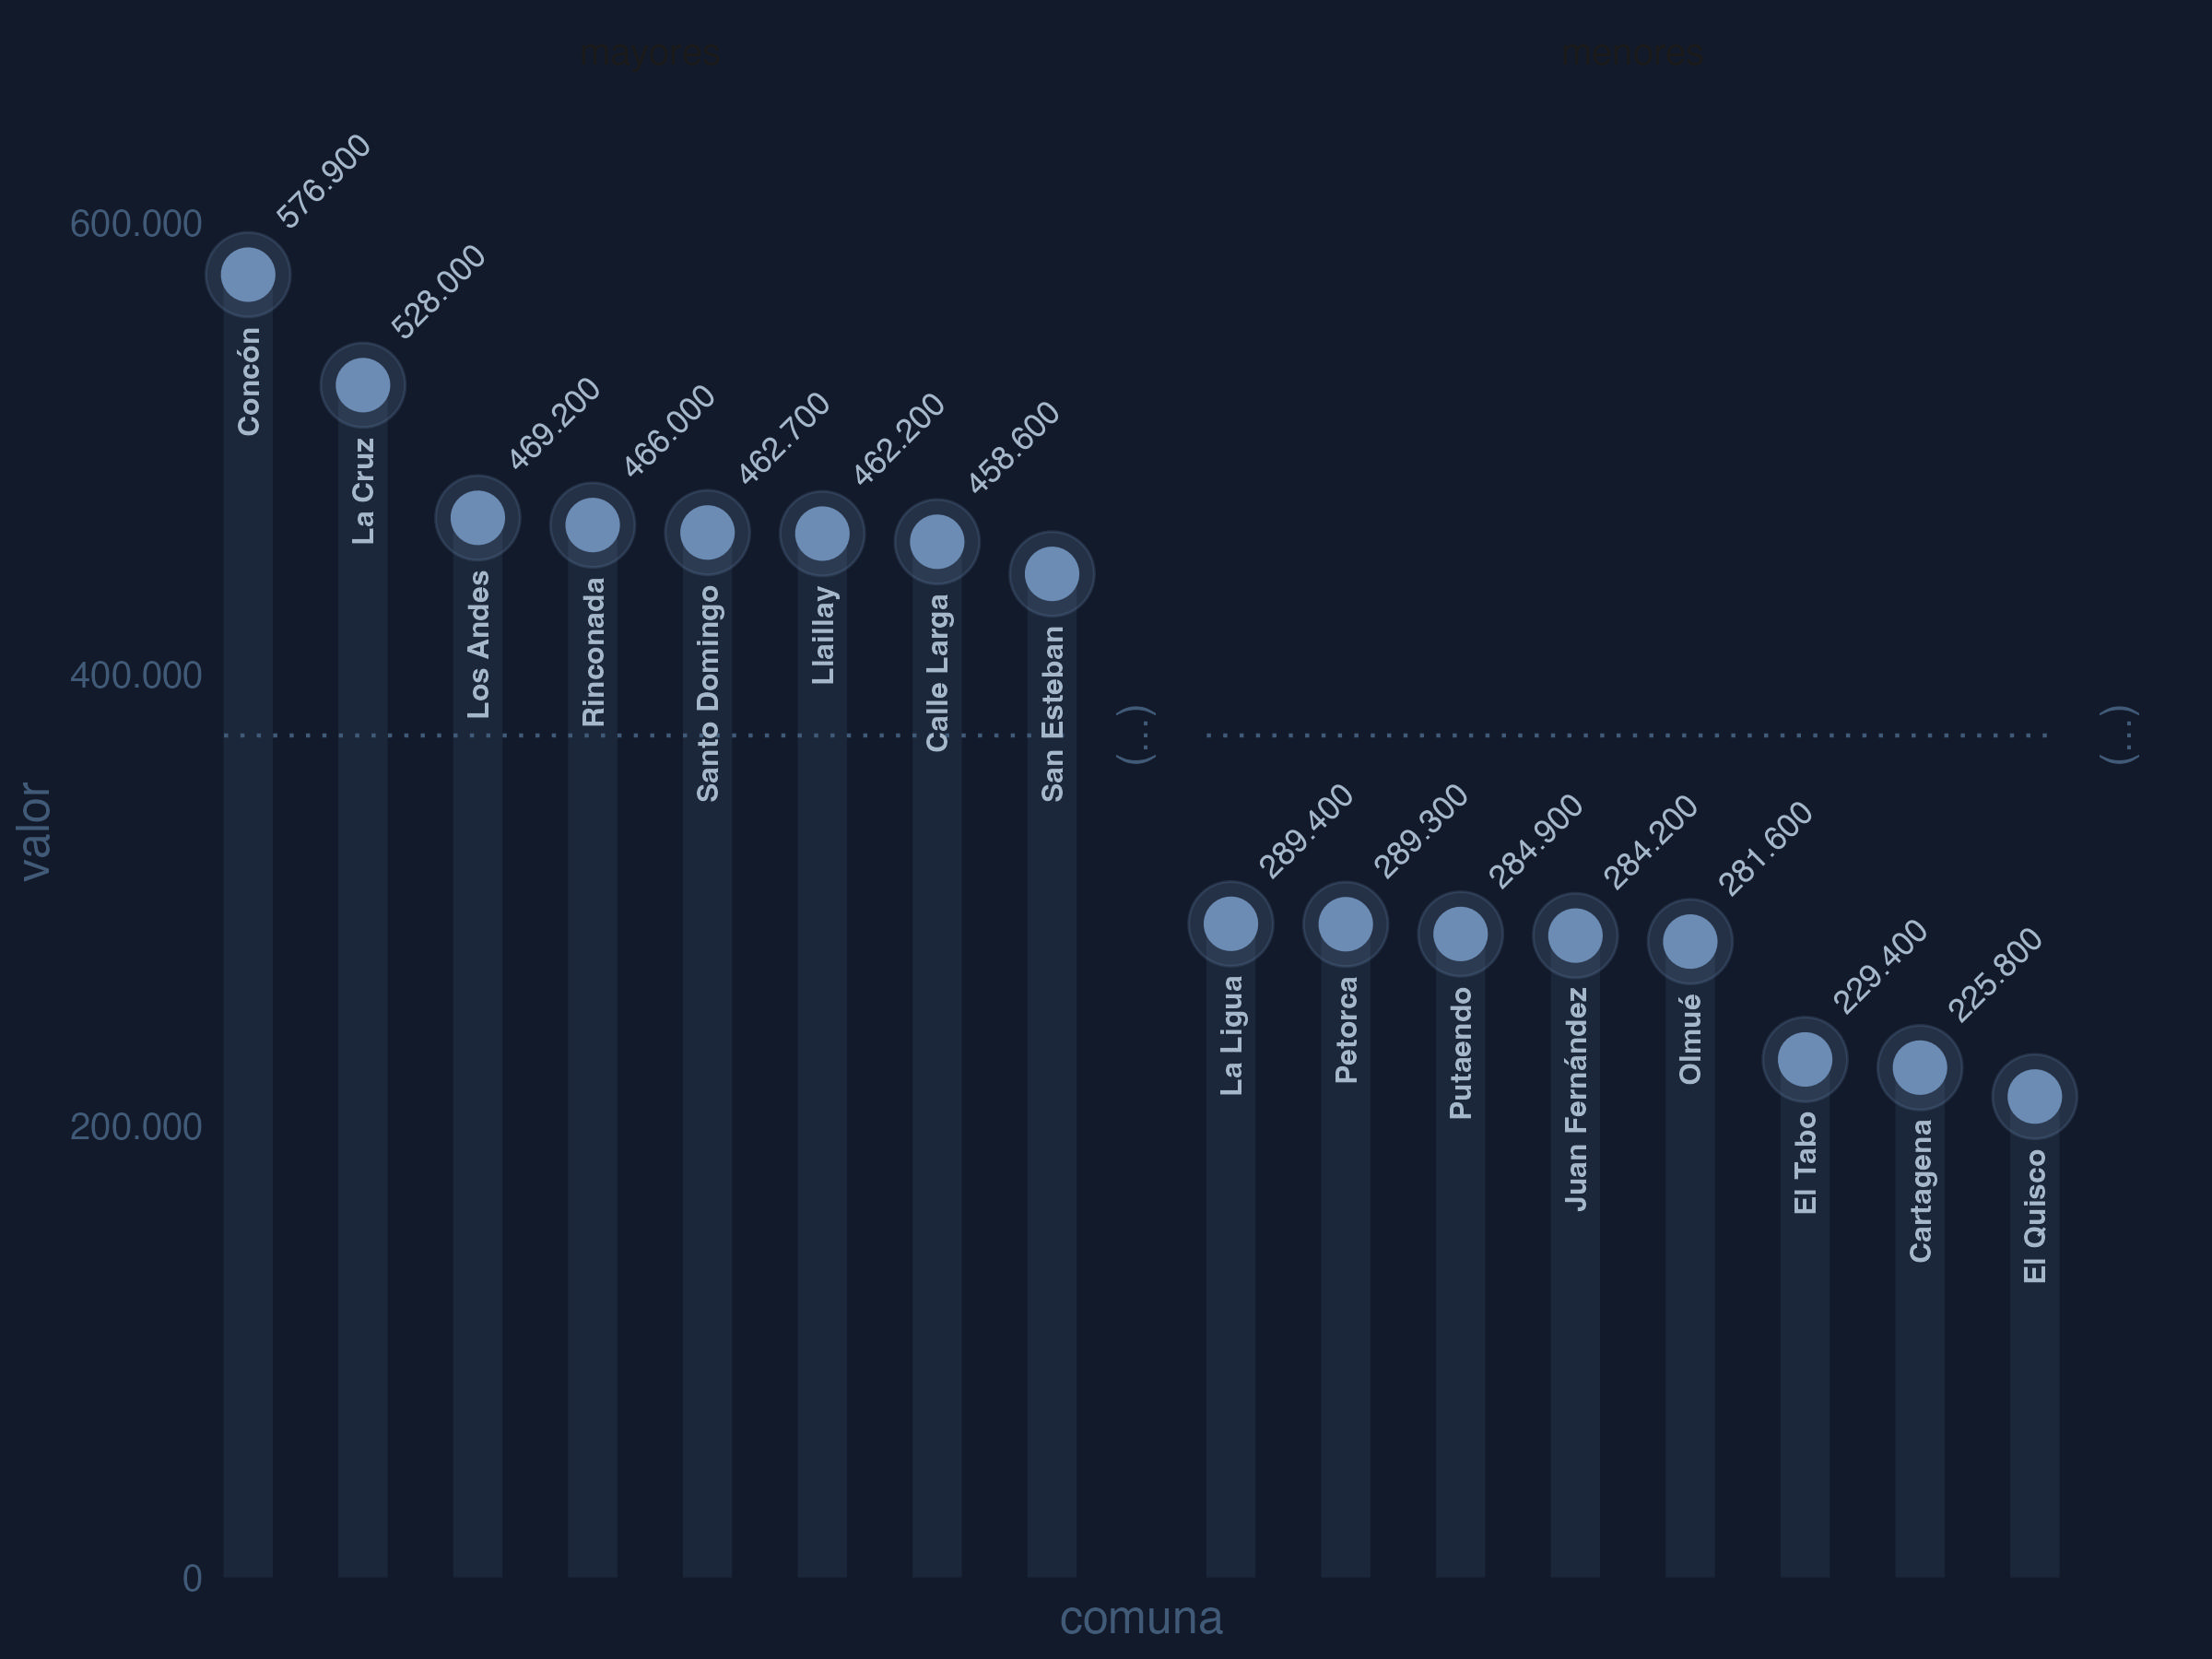 mayores
menores
600.000
400.000
200.000
0
valor
576.900
Concón
528.000
La Cruz
469.200
Los Andes
466.000
Rinconada
462.700
Santo Domingo
462.200
Llaillay
458.600
Calle Larga
San Esteban
(...)
289.400
La Ligua
289.300
Petorca
284.900
Putaendo
284.200
Juan Fernández
281.600
Olmué
229.400
El Tabo
225.800
Cartagena
El Quisco
(...)
comuna